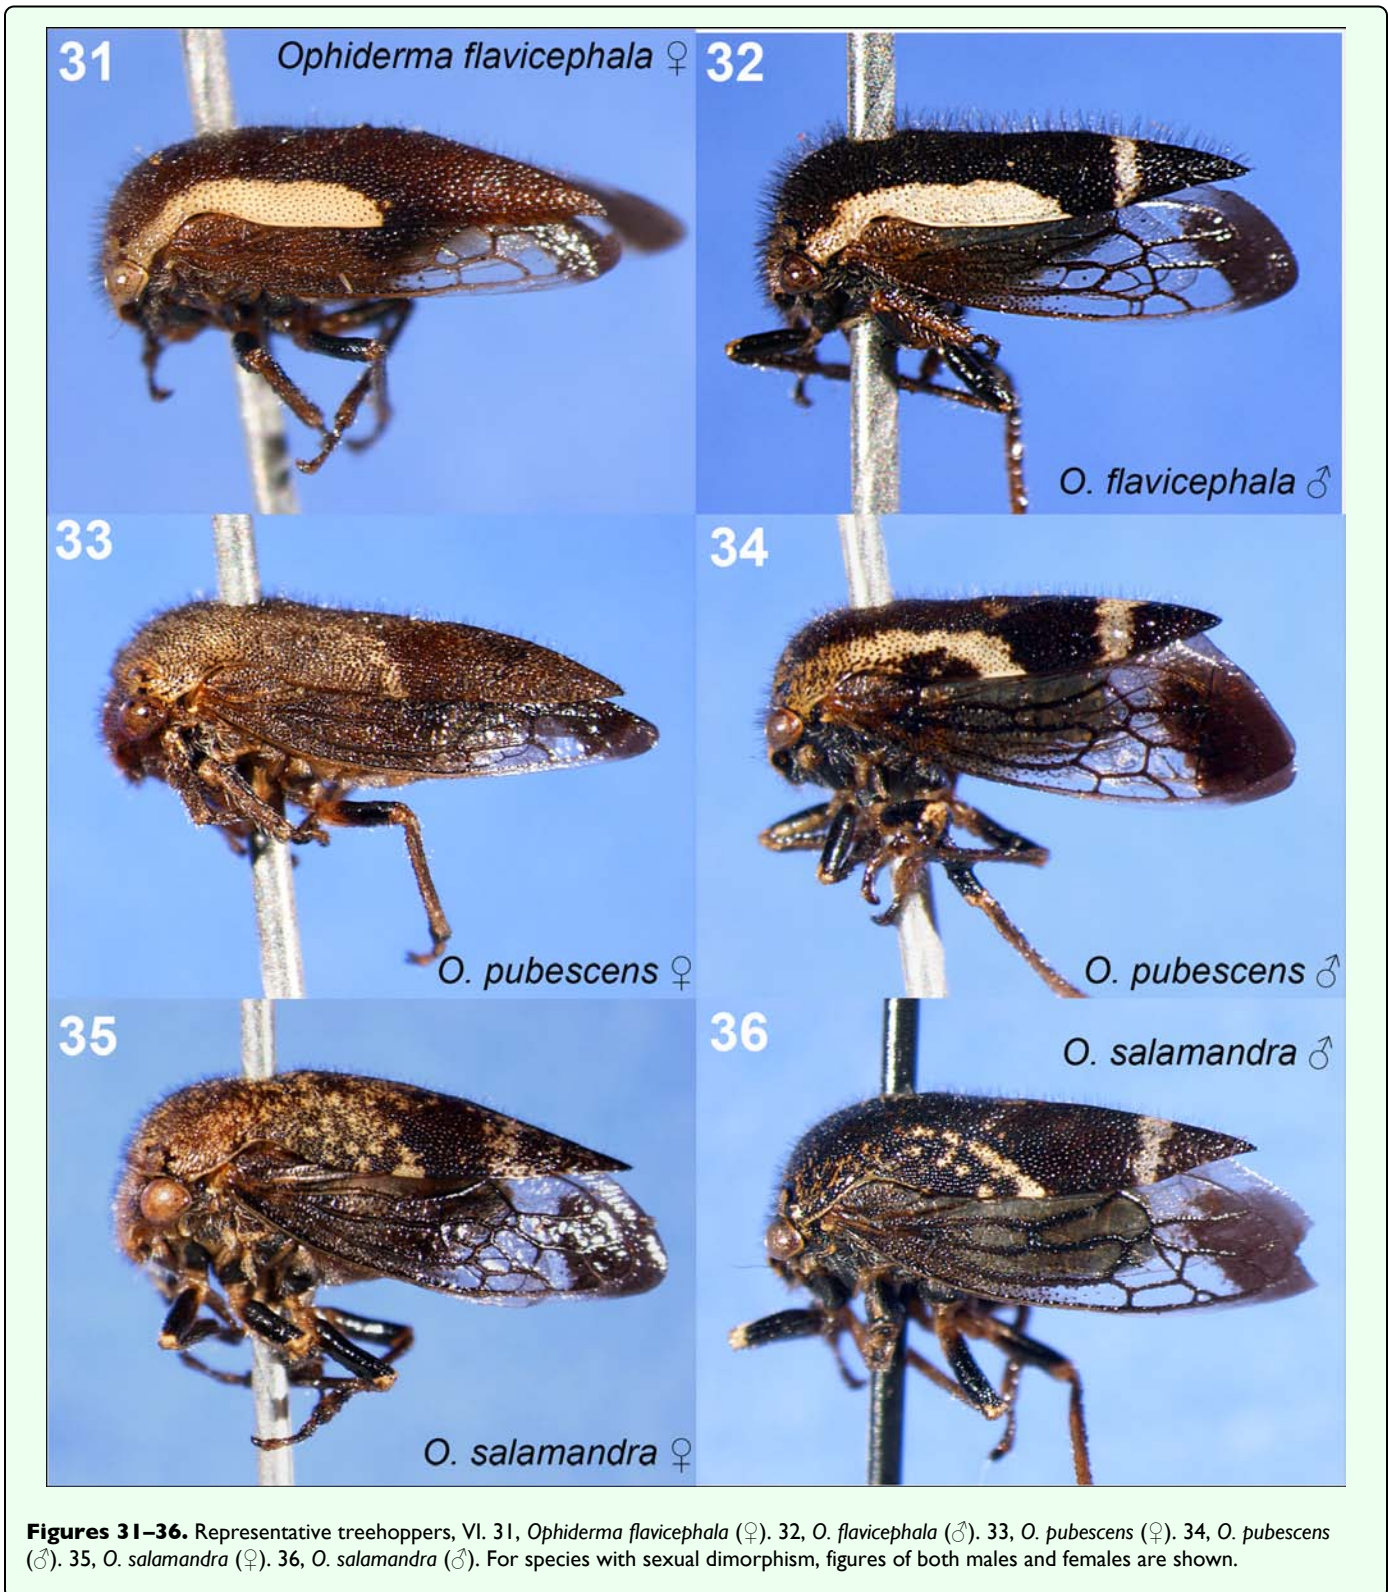 31
Ophiderma flavicephala ♀
32
O. flavicephala ♂
33
O. pubescens ♀
34
O. pubescens ♂
35
O. salamandra ♀
36
O. salamandra ♂
Figures 31–36. Representative treehoppers, VI. 31, Ophiderma flavicephala (♀). 32, O. flavicephala (♂). 33, O. pubescens (♀). 34, O. pubescens
(♂). 35, O. salamandra (♀). 36, O. salamandra (♂). For species with sexual dimorphism, figures of both males and females are shown.